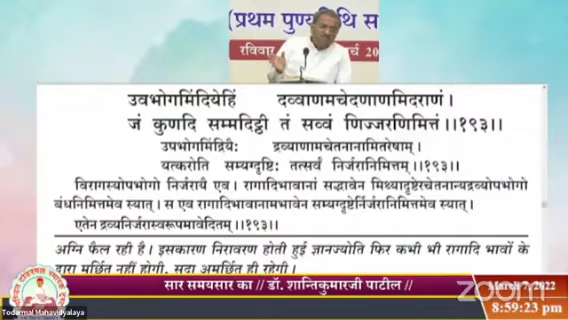 (प्रथम पुण्यतिथि स
रविवार
र्च 20
उवभोगमिंदियेहिं दव्वाणमचेदणाणमिदराणं।
जं कुणदि सम्मदिट्ठी तं सव्वं णिज्जरणिमित्तं।।१९३।।
उपभोगमिंद्रियैः द्रव्याणामचेतनानामितरेषाम्।
यत्करोति सम्यग्दृष्टिः तत्सर्वं निर्जरानिमित्तम्।।१९३।।
विरागस्योपभोगो निर्जरायै एव। रागादिभावानां सद्भावेन मिथ्यादृष्टेरचेतनान्यद्रव्योपभोगो
बंधनिमित्तमेव स्यात्। स एव रागादिभावानामभावेन सम्यग्दृष्टेर्निर्जरानिमित्तमेव स्यात्।
एतेन द्रव्यनिर्जरास्वरूपमावेदितम्।।१९३।।
अग्नि फैल रही है। इसकारण निरावरण होती हुई ज्ञानज्योति फिर कभी भी रागादि भावों के
द्वारा मूर्छित नहीं होगी, सदा अमूर्छित ही रहेगी।
सार समयसार का // डॉ. शान्तिकुमारजी पाटील //
March 7, 2022
zoom
8:59:23 pm
Todarmal Mahavidyalaya